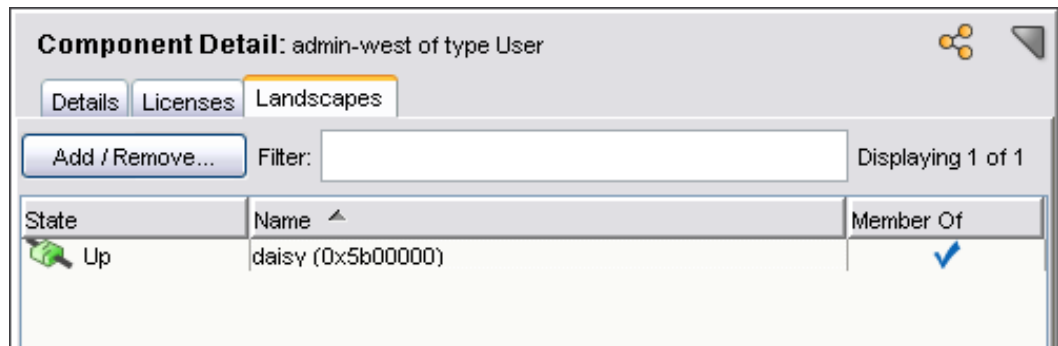 Component Detail: admin-west of type User
Details Licenses Landscapes
Add / Remove... Filter: Displaying 1 of 1
State Name Member Of
Up daisy (0x5b00000)